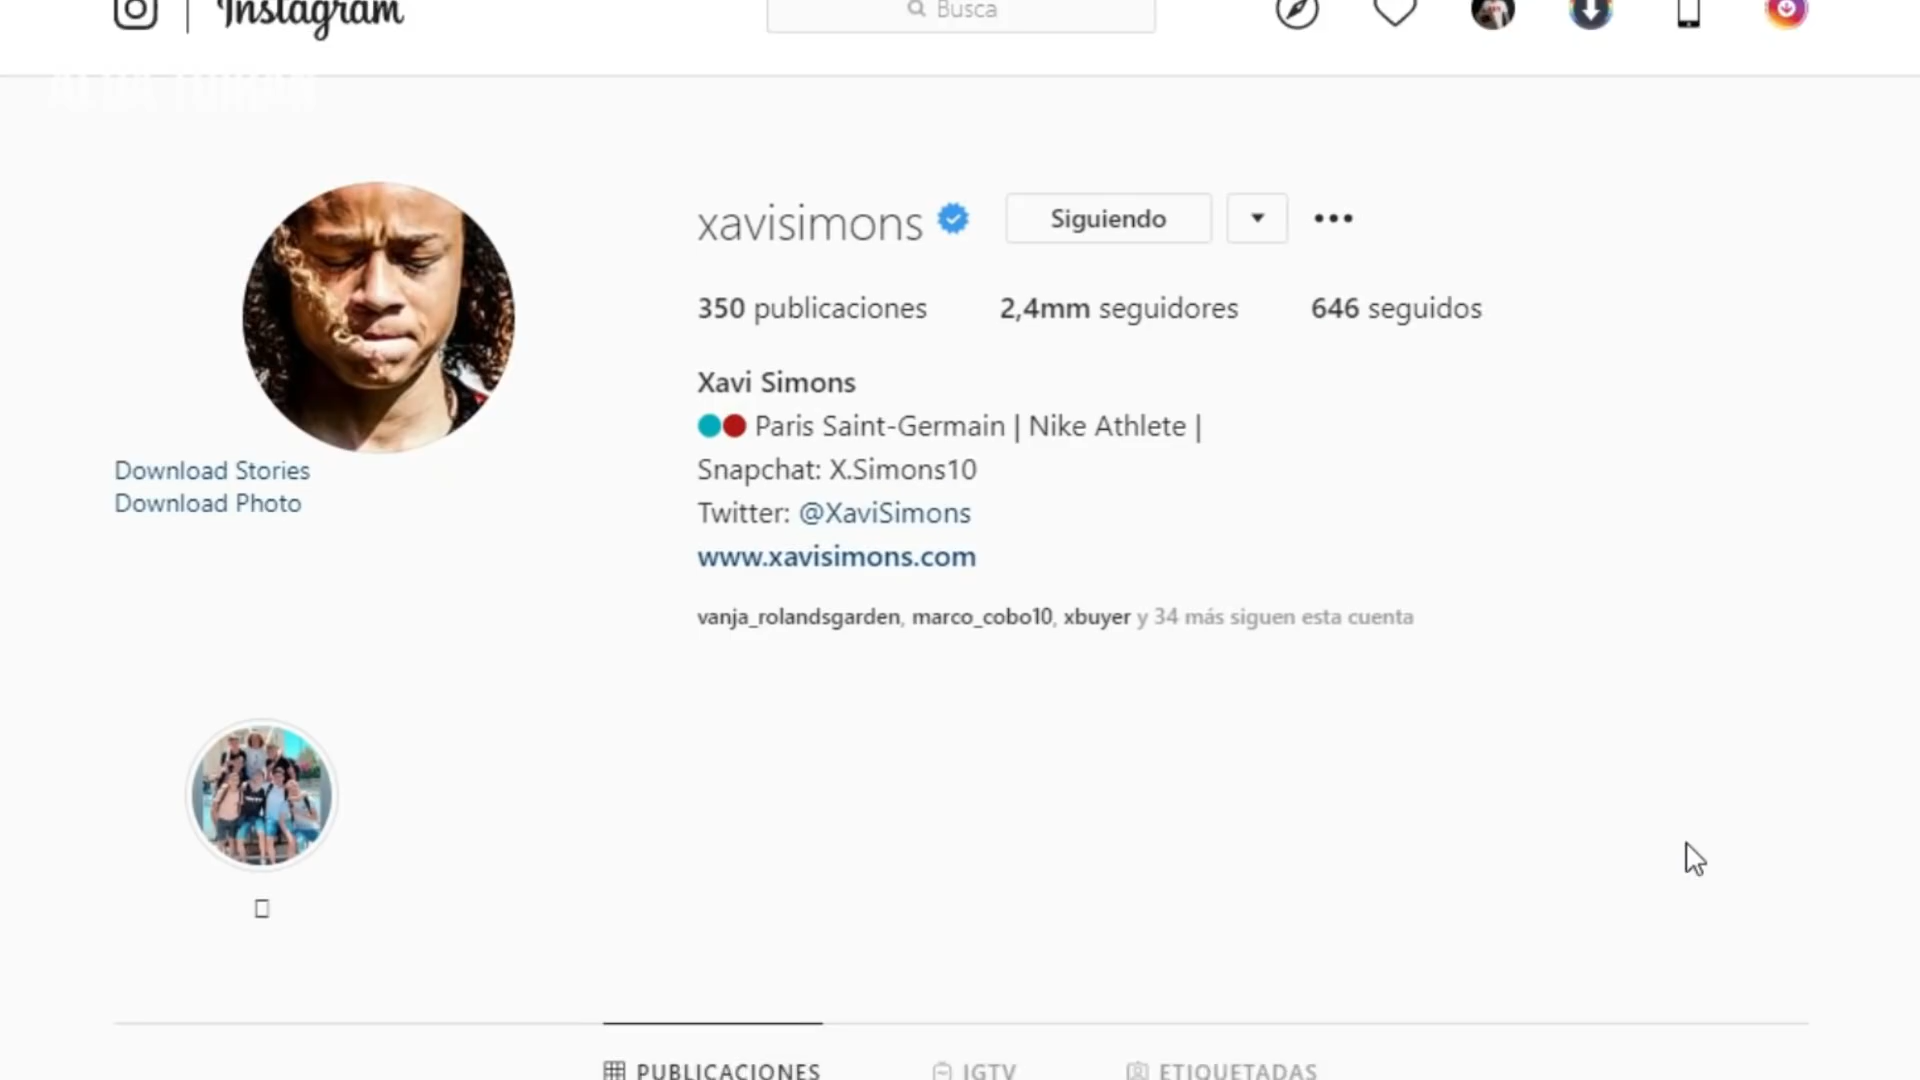 Instagram
Busca
xavisimons
Siguiendo
350 publicaciones 2,4mm seguidores 646 seguidos
Xavi Simons
Paris Saint-Germain | Nike Athlete |
Snapchat: X.Simons10
Twitter: @XaviSimons
www.xavisimons.com
vanja_rolandsgarden, marco_cobo10, xbuyer y 34 más siguen esta cuenta
Download Stories
Download Photo
PUBLICACIONES IGTV ETIQUETADAS